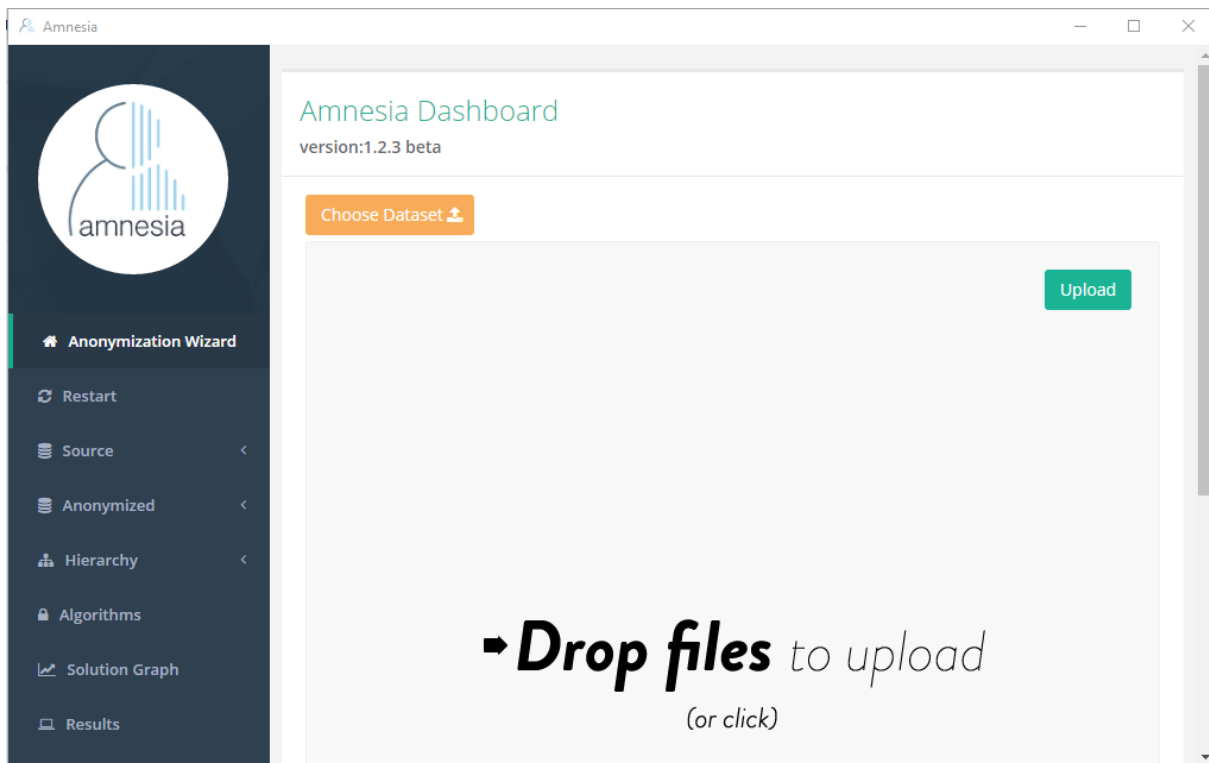 Amnesia
amnesia
Anonymization Wizard
Restart
Source
Anonymized
Hierarchy
Algorithms
Solution Graph
Results
Amnesia Dashboard
version:1.2.3 beta
Choose Dataset
Upload
Drop files to upload
(or click)